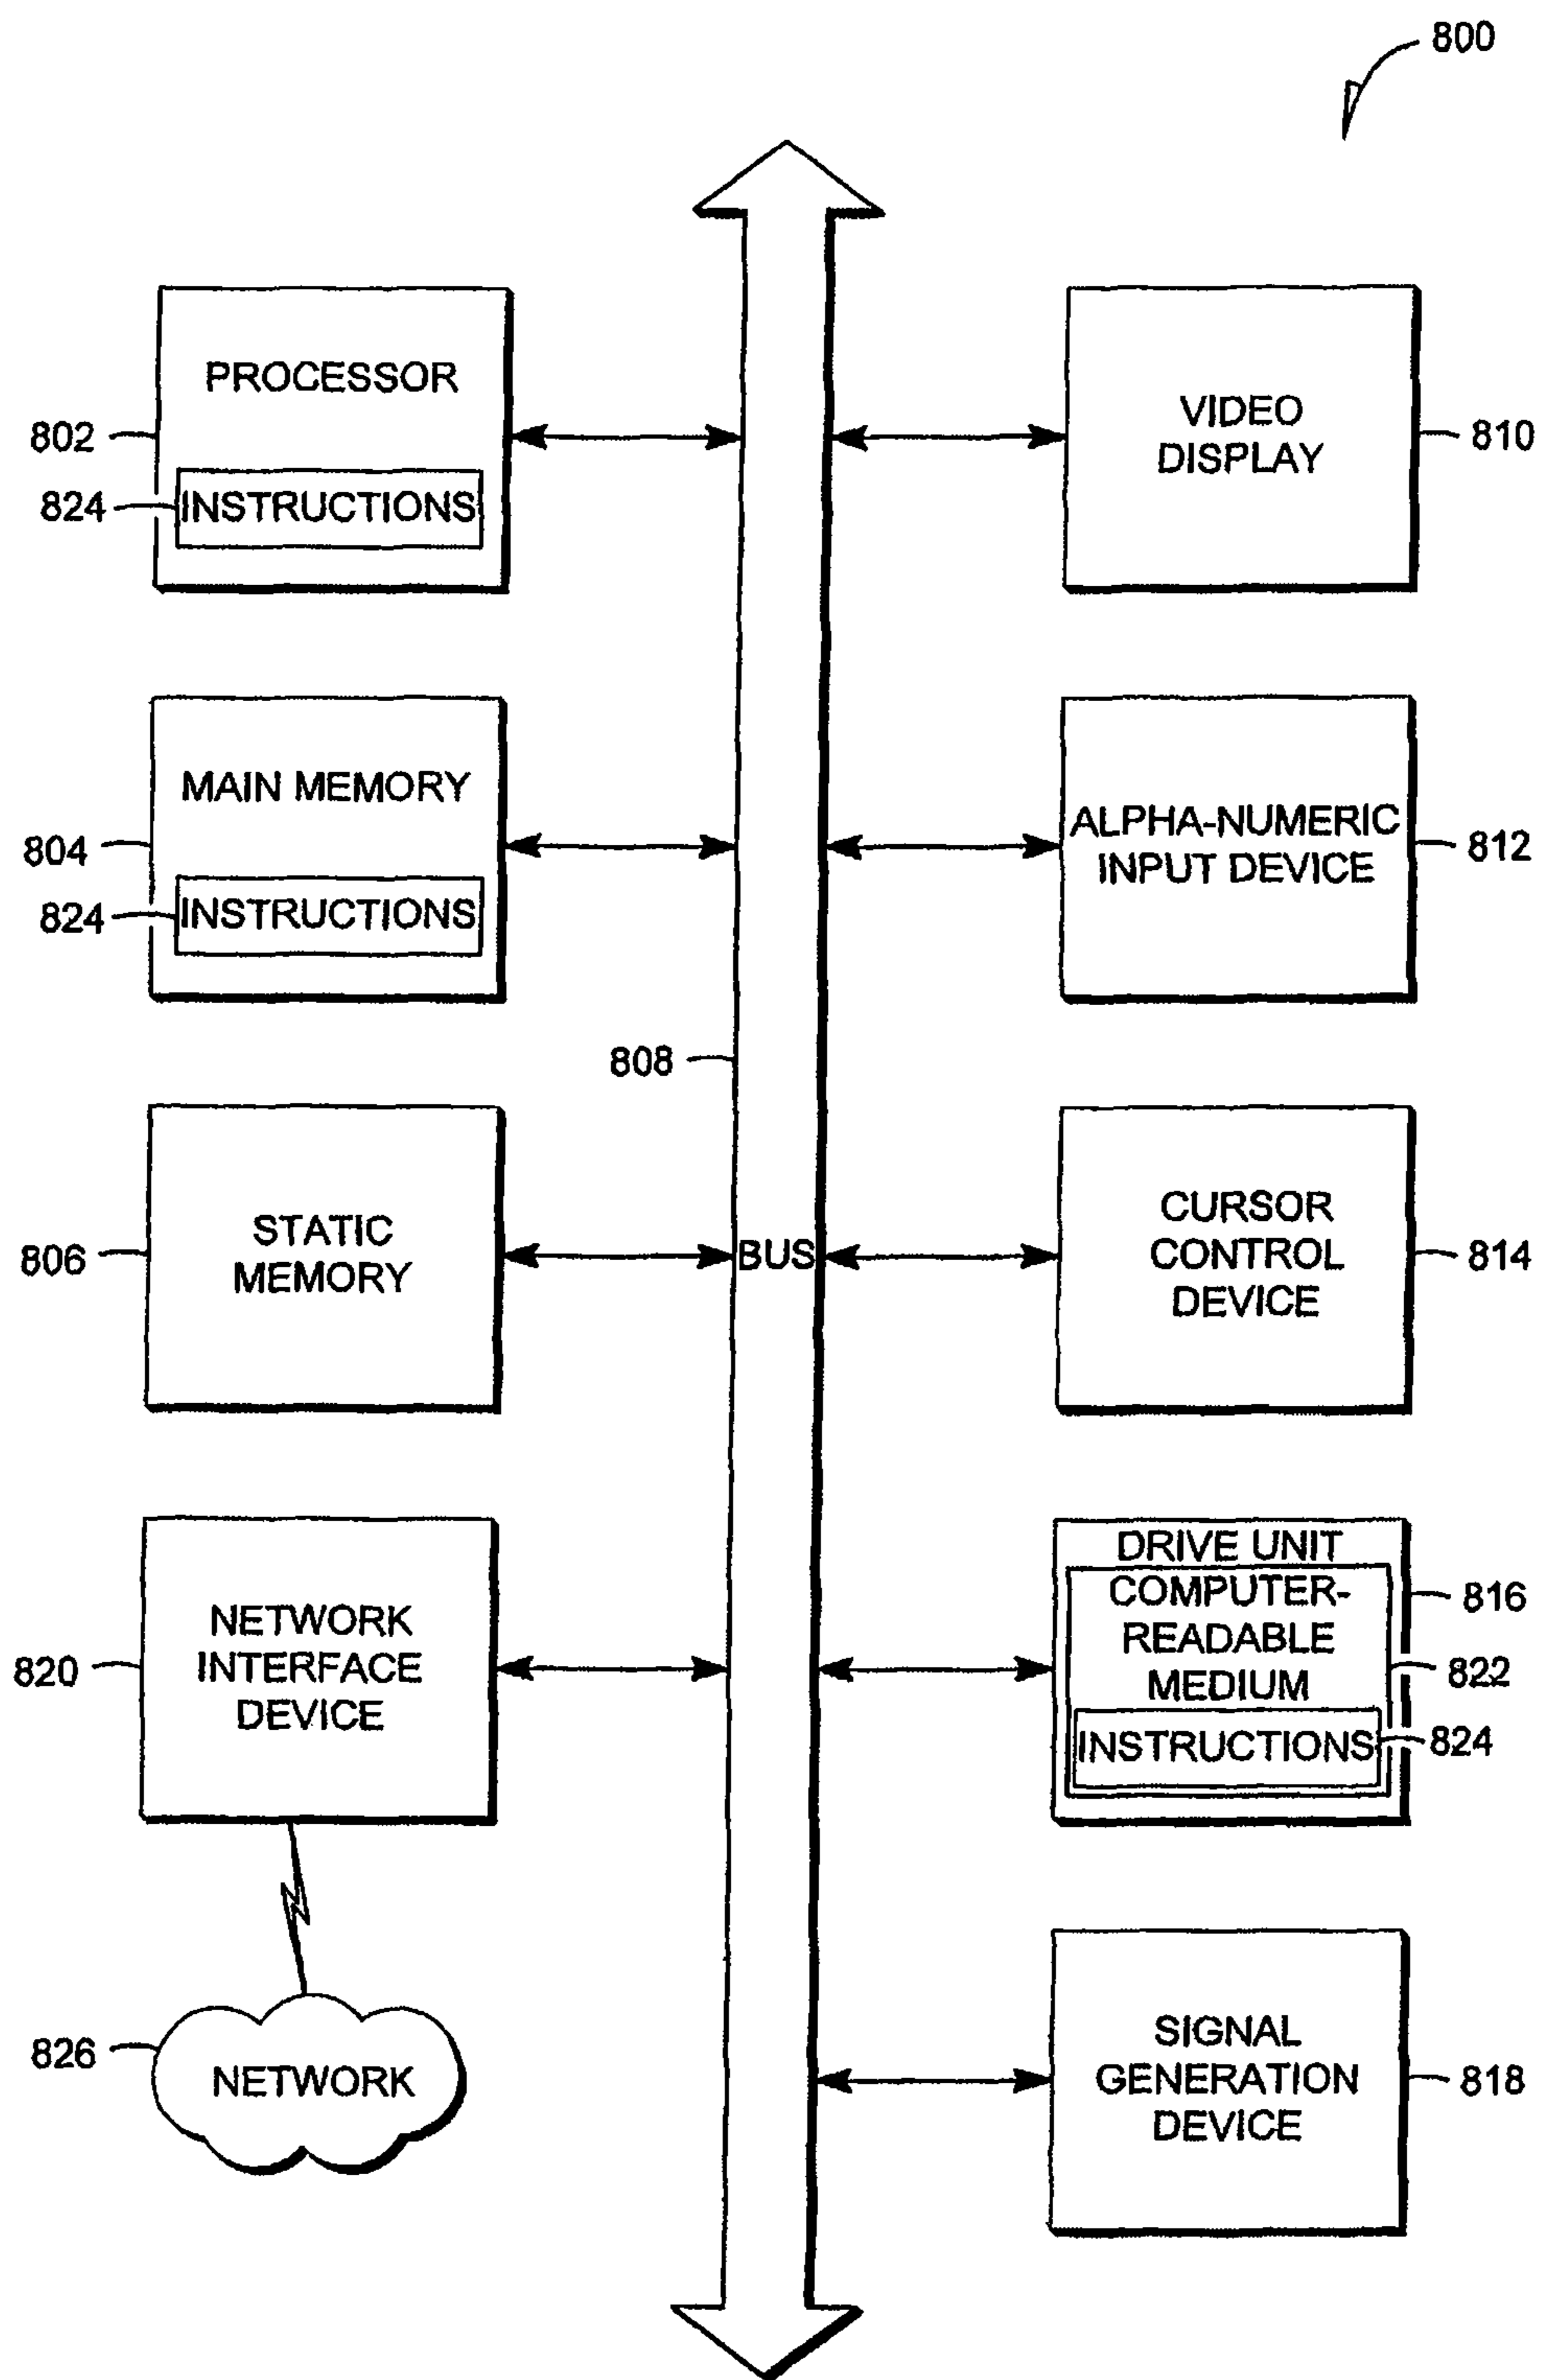 800
PROCESSOR
802
824
INSTRUCTIONS
VIDEO
DISPLAY
810
MAIN MEMORY
804
824
INSTRUCTIONS
ALPHA-NUMERIC
INPUT DEVICE
812
808
STATIC
MEMORY
806
BUS
CURSOR
CONTROL
DEVICE
814
NETWORK
INTERFACE
DEVICE
820
DRIVE UNIT
COMPUTER-
READABLE
MEDIUM
INSTRUCTIONS
816
822
824
826
NETWORK
SIGNAL
GENERATION
DEVICE
818